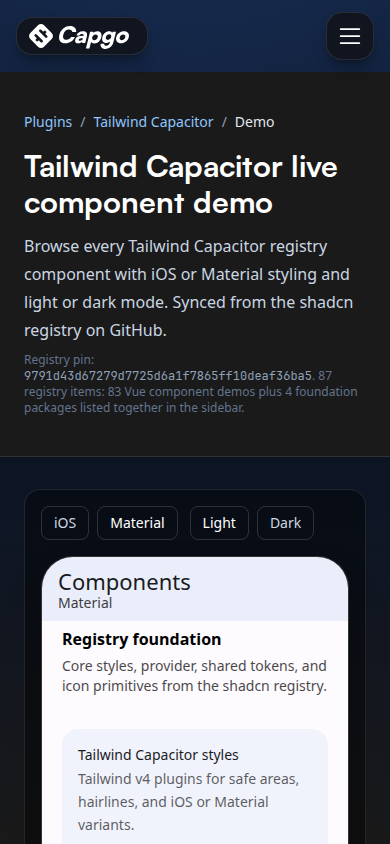 Capgo
Plugins / Tailwind Capacitor / Demo
Tailwind Capacitor live
component demo
Browse every Tailwind Capacitor registry
component with iOS or Material styling and
light or dark mode. Synced from the shadcn
registry on GitHub.
Registry pin:
9791d43d67279d7725d6a1f7865ff10deaf36ba5. 87
registry items: 83 Vue component demos plus 4 foundation
packages listed together in the sidebar.
iOS Material Light Dark
Components
Material
Registry foundation
Core styles, provider, shared tokens, and
icon primitives from the shadcn registry.
Tailwind Capacitor styles
Tailwind v4 plugins for safe areas,
hairlines, and iOS or Material
variants.